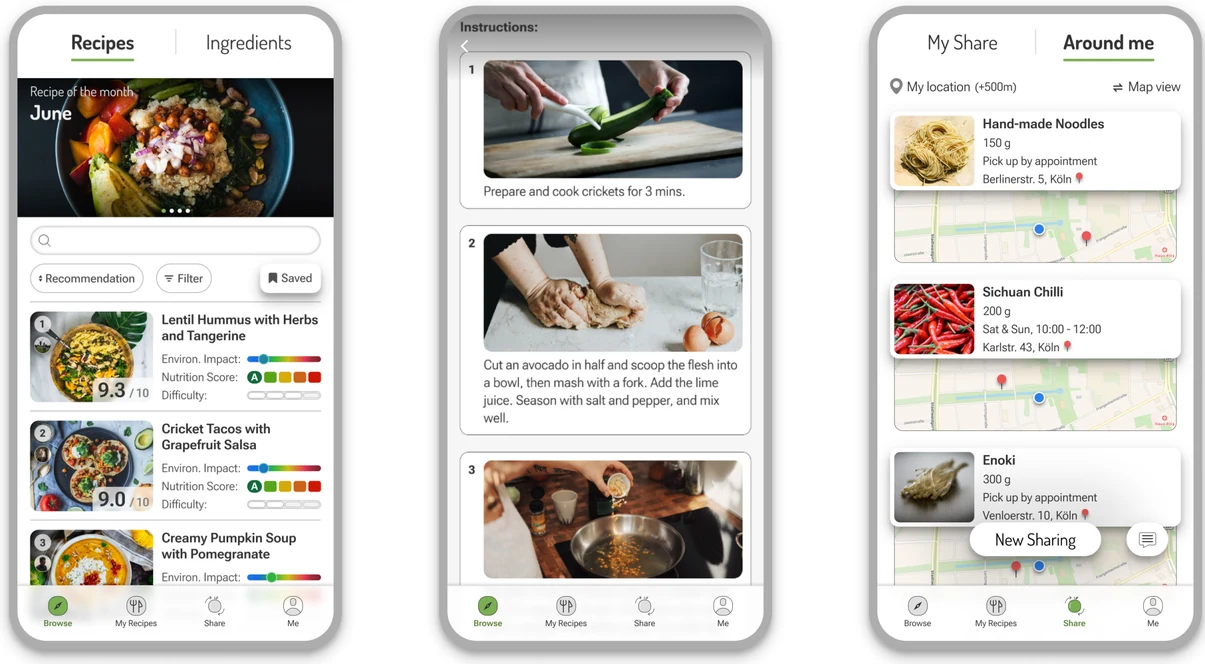 Recipes
Ingredients
Recipe of the month
June
Recommendation
Filter
Saved
1
Lentil Hummus with Herbs
and Tangerine
Environ. Impact:
Nutrition Score: A
Difficulty:
9.3 / 10
2
Cricket Tacos with
Grapefruit Salsa
Environ. Impact:
Nutrition Score: A
Difficulty:
9.0 / 10
3
Creamy Pumpkin Soup
with Pomegranate
Environ. Impact:
Browse
My Recipes
Share
Me
Instructions:
1
Prepare and cook crickets for 3 mins.
2
Cut an avocado in half and scoop the flesh into
a bowl, then mash with a fork. Add the lime
juice. Season with salt and pepper, and mix
well.
3
Browse
My Recipes
Share
Me
My Share
Around me
My location (+500m)
Map view
Hand-made Noodles
150 g
Pick up by appointment
Berlinerstr. 5, Köln
Sichuan Chilli
200 g
Sat & Sun, 10:00 - 12:00
Karlstr. 43, Köln
Enoki
300 g
Pick up by appointment
Venloerstr. 10, Köln
New Sharing
Browse
My Recipes
Share
Me